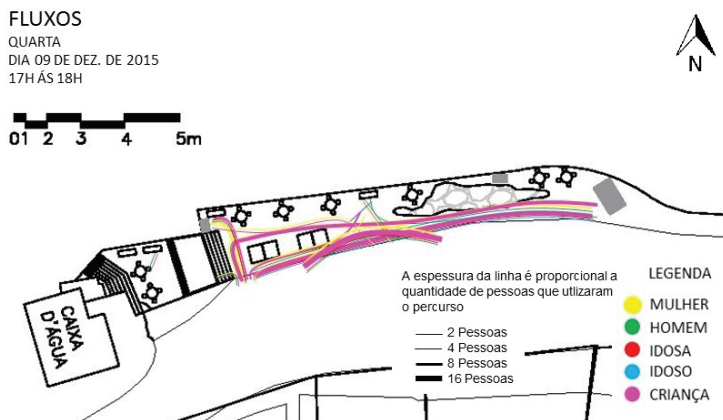 FLUXOS
QUARTA
DIA 09 DE DEZ. DE 2015
17H ÁS 18H
N
01 2 3 4 5m
CAIXA
D'ÁGUA
A espessura da linha é proporcional a
quantidade de pessoas que utlizaram
o percurso
2 Pessoas
4 Pessoas
8 Pessoas
16 Pessoas
LEGENDA
MULHER
HOMEM
IDOSA
IDOSO
CRIANÇA